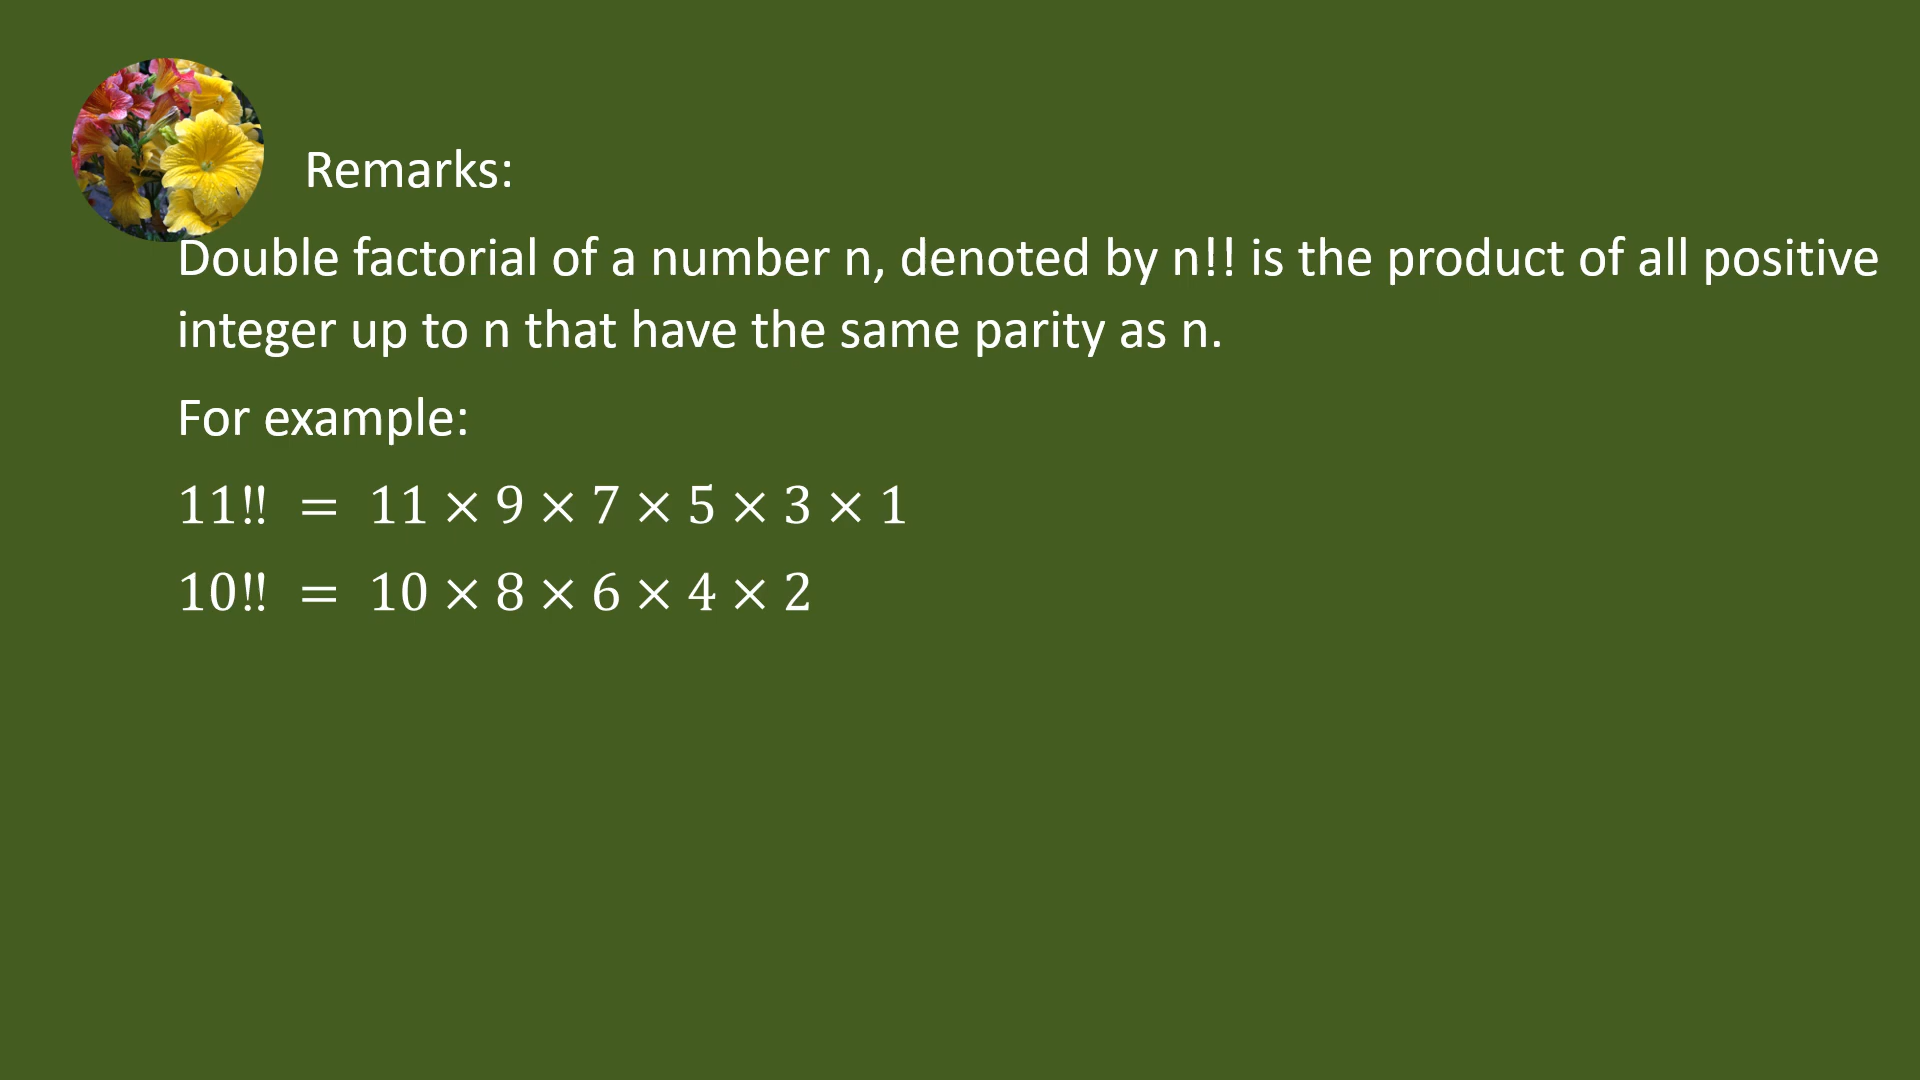 Remarks:
Double factorial of a number n, denoted by n!! is the product of all positive
integer up to n that have the same parity as n.
For example:
11!! = 11 × 9 × 7 × 5 × 3 × 1
10!! = 10 × 8 × 6 × 4 × 2